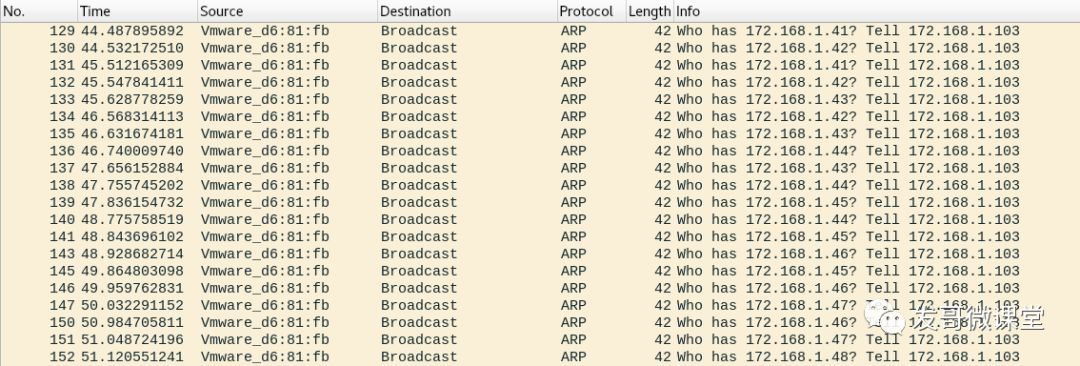 No. Time Source Destination Protocol Length Info
129 44.487895892 Vmware_d6:81:fb Broadcast ARP 42 Who has 172.168.1.41? Tell 172.168.1.103
130 44.532172510 Vmware_d6:81:fb Broadcast ARP 42 Who has 172.168.1.42? Tell 172.168.1.103
131 45.512165309 Vmware_d6:81:fb Broadcast ARP 42 Who has 172.168.1.41? Tell 172.168.1.103
132 45.547841411 Vmware_d6:81:fb Broadcast ARP 42 Who has 172.168.1.42? Tell 172.168.1.103
133 45.628778259 Vmware_d6:81:fb Broadcast ARP 42 Who has 172.168.1.43? Tell 172.168.1.103
134 46.568314113 Vmware_d6:81:fb Broadcast ARP 42 Who has 172.168.1.42? Tell 172.168.1.103
135 46.631674181 Vmware_d6:81:fb Broadcast ARP 42 Who has 172.168.1.43? Tell 172.168.1.103
136 46.740009740 Vmware_d6:81:fb Broadcast ARP 42 Who has 172.168.1.44? Tell 172.168.1.103
137 47.656152884 Vmware_d6:81:fb Broadcast ARP 42 Who has 172.168.1.43? Tell 172.168.1.103
138 47.755745202 Vmware_d6:81:fb Broadcast ARP 42 Who has 172.168.1.44? Tell 172.168.1.103
139 47.836154732 Vmware_d6:81:fb Broadcast ARP 42 Who has 172.168.1.45? Tell 172.168.1.103
140 48.775758519 Vmware_d6:81:fb Broadcast ARP 42 Who has 172.168.1.44? Tell 172.168.1.103
141 48.843696102 Vmware_d6:81:fb Broadcast ARP 42 Who has 172.168.1.45? Tell 172.168.1.103
143 48.928682714 Vmware_d6:81:fb Broadcast ARP 42 Who has 172.168.1.46? Tell 172.168.1.103
145 49.864803098 Vmware_d6:81:fb Broadcast ARP 42 Who has 172.168.1.45? Tell 172.168.1.103
146 49.959762831 Vmware_d6:81:fb Broadcast ARP 42 Who has 172.168.1.46? Tell 172.168.1.103
147 50.032291152 Vmware_d6:81:fb Broadcast ARP 42 Who has 172.168.1.47? Tell 172.168.1.103
150 50.984705811 Vmware_d6:81:fb Broadcast ARP 42 Who has 172.168.1.46? Tell 172.168.1.103
151 51.048724196 Vmware_d6:81:fb Broadcast ARP 42 Who has 172.168.1.47? Tell 172.168.1.103
152 51.120551241 Vmware_d6:81:fb Broadcast ARP 42 Who has 172.168.1.48? Tell 172.168.1.103
发哥微课堂